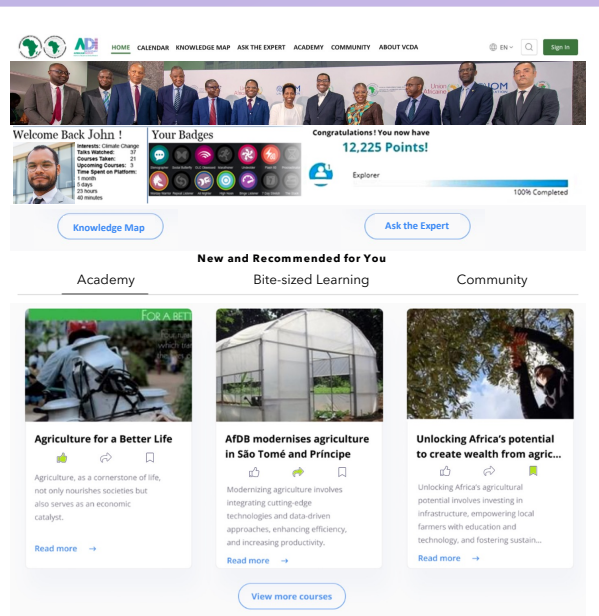 ADi
HOME CALENDAR KNOWLEDGE MAP ASK THE EXPERT ACADEMY COMMUNITY ABOUT VCDA
EN
Sign In
Union
Africaine
IOM
Welcome Back John !
Interests: Climate Change
Talks Watched: 37
Courses Taken: 21
Upcoming Courses: 3
Time Spent on Platform:
1 month
5 days
23 hours
40 minutes
Your Badges
Congratulations! You now have
12,225 Points!
Explorer
100% Completed
Knowledge Map
Ask the Expert
New and Recommended for You
Academy Bite-sized Learning Community
FOR A BETT
Agriculture for a Better Life
Agriculture, as a cornerstone of life,
not only nourishes societies but
also serves as an economic
catalyst.
Read more →
AfDB modernises agriculture
in São Tomé and Príncipe
Modernizing agriculture involves
integrating cutting-edge
technologies and data-driven
approaches, enhancing efficiency,
and increasing productivity.
Read more →
Unlocking Africa's potential
to create wealth from agric...
Unlocking Africa's agricultural
potential involves investing in
infrastructure, empowering local
farmers with education and
technology, and fostering sustain...
Read more →
View more courses